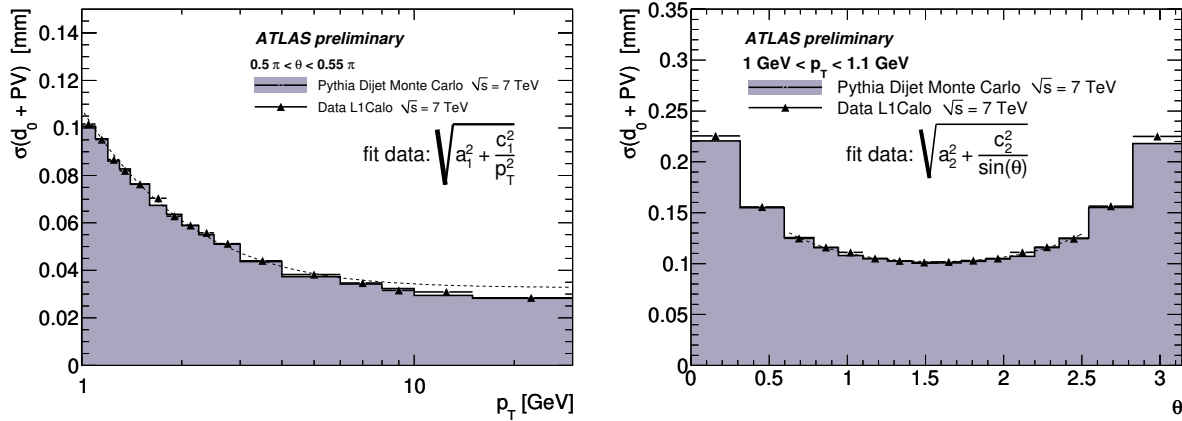 ATLAS preliminary
0.5 π < θ < 0.55 π
Pythia Dijet Monte Carlo √s = 7 TeV
Data L1Calo √s = 7 TeV
fit data: √(a₁² + c₁²/p_T²)
σ(d₀ + PV) [mm]
0.14
0.12
0.1
0.08
0.06
0.04
0.02
0
1
10
p_T [GeV]
ATLAS preliminary
1 GeV < p_T < 1.1 GeV
Pythia Dijet Monte Carlo √s = 7 TeV
Data L1Calo √s = 7 TeV
fit data: √(a₂² + c₂²/sin(θ))
σ(d₀ + PV) [mm]
0.35
0.3
0.25
0.2
0.15
0.1
0.05
0
0 0.5 1 1.5 2 2.5 3
θ